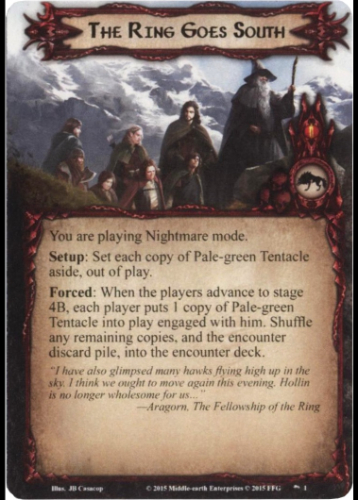 THE RING GOES SOUTH
You are playing Nightmare mode.
Setup: Set each copy of Pale-green Tentacle
aside, out of play.
Forced: When the players advance to stage
4B, each player puts 1 copy of Pale-green
Tentacle into play engaged with him. Shuffle
any remaining copies, and the encounter
discard pile, into the encounter deck.
"I have also glimpsed many hawks flying high up in the
sky. I think we ought to move again this evening. Hollin
is no longer wholesome for us..."
—Aragorn, The Fellowship of the Ring
Illus. JB Casacop © 2015 Middle-earth Enterprises © 2015 FFG 1